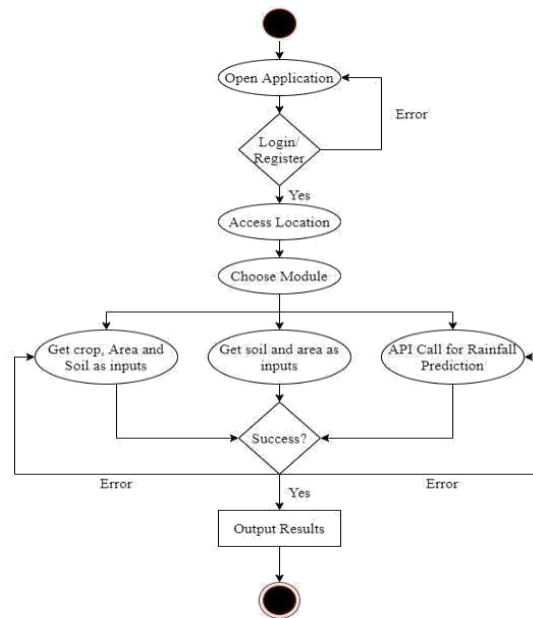 Open Application
Error
Login/
Register
Yes
Access Location
Choose Module
Get crop, Area and
Soil as inputs
Get soil and area as
inputs
API Call for Rainfall
Prediction
Success?
Error
Error
Yes
Output Results